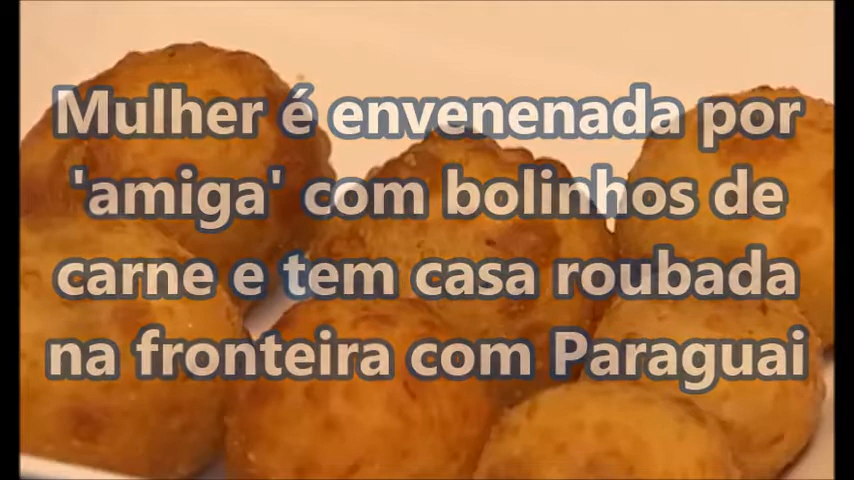 Mulher é envenenada por
'amiga' com bolinhos de
carne e tem casa roubada
na fronteira com Paraguai